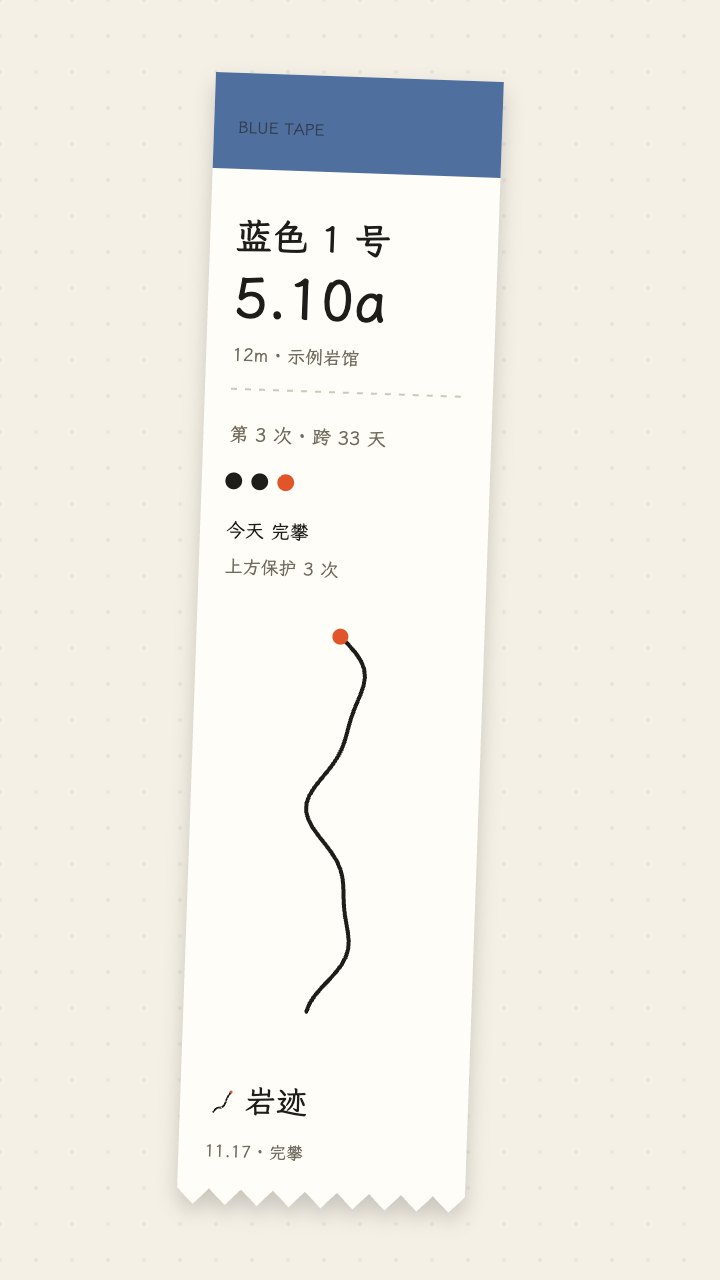 BLUE TAPE
蓝色 1 号
5.10a
12m · 示例岩馆
第 3 次 · 跨 33 天
今天 完攀
上方保护 3 次
岩迹
11.17 · 完攀